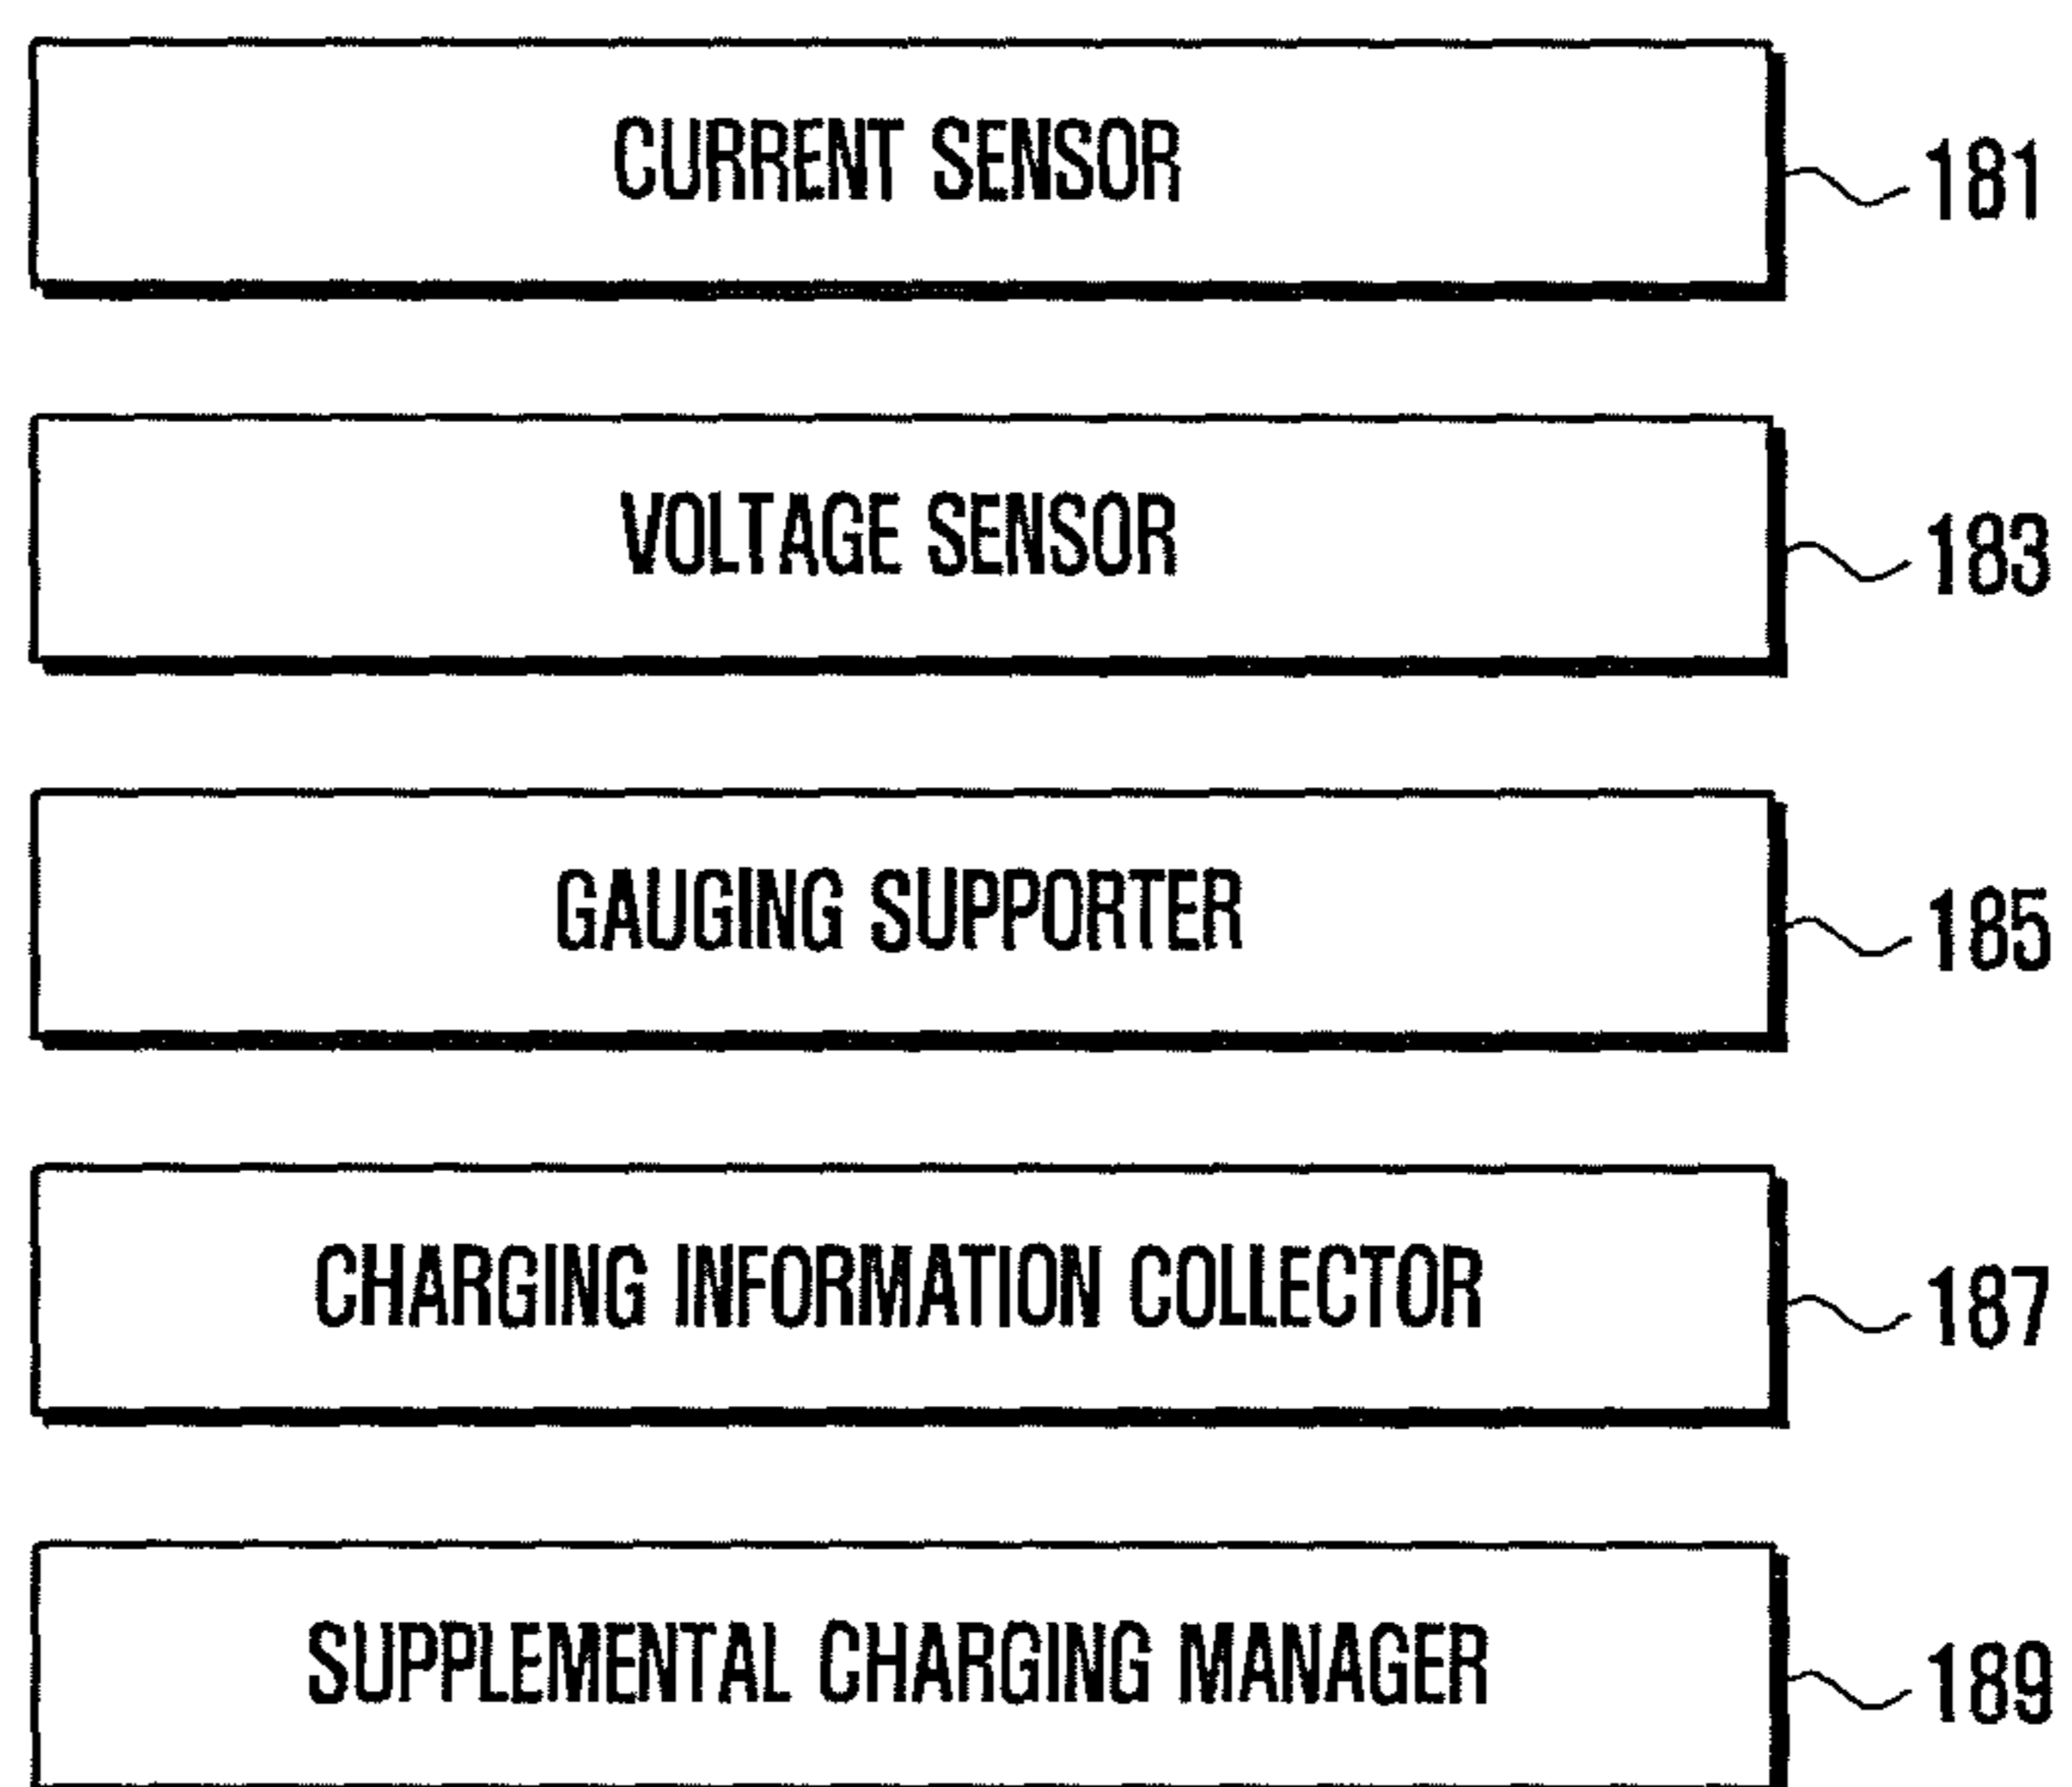 CURRENT SENSOR 181
VOLTAGE SENSOR 183
GAUGING SUPPORTER 185
CHARGING INFORMATION COLLECTOR 187
SUPPLEMENTAL CHARGING MANAGER 189